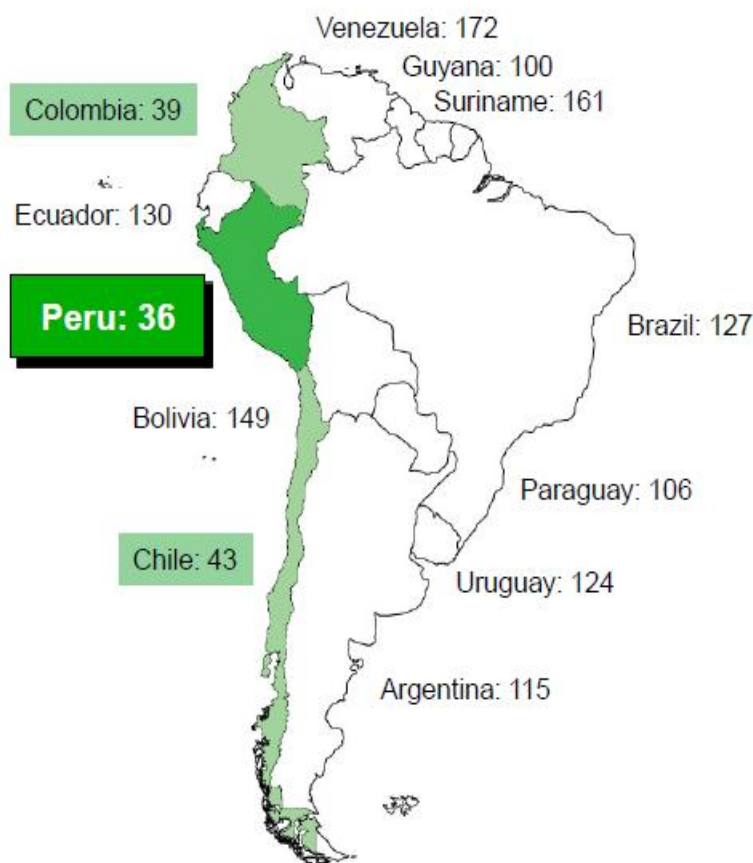 Venezuela: 172
Guyana: 100
Suriname: 161
Colombia: 39
Ecuador: 130
Peru: 36
Brazil: 127
Bolivia: 149
Paraguay: 106
Chile: 43
Uruguay: 124
Argentina: 115